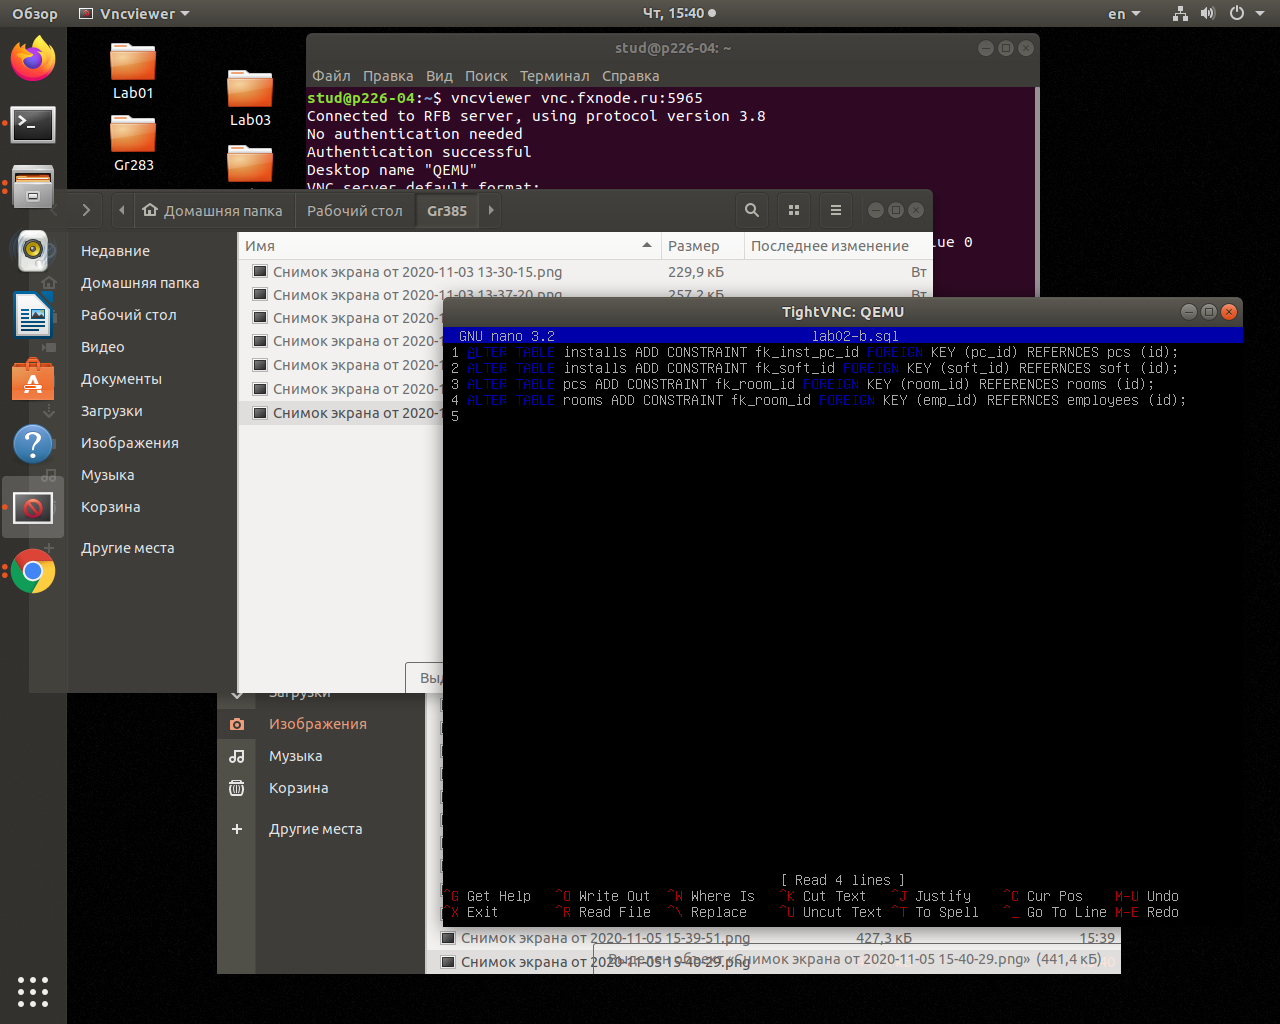 Обзор Vncviewer Чт, 15:40 en
Lab01
Lab03
Gr283
stud@p226-04: ~
Файл Правка Вид Поиск Терминал Справка
stud@p226-04:~$ vncviewer vnc.fxnode.ru:5965
Connected to RFB server, using protocol version 3.8
No authentication needed
Authentication successful
Desktop name "QEMU"
VNC server default format:
lue 0
Домашняя папка Рабочий стол Gr385
Недавние
Домашняя папка
Рабочий стол
Видео
Документы
Загрузки
Изображения
Музыка
Корзина
Другие места
Имя Размер Последнее изменение
Снимок экрана от 2020-11-03 13-30-15.png 229,9 кБ Вт
Снимок экрана от 2020-11-03 13-37-20.png 257,2 кБ Вт
Снимок экрана от 2020-1
Снимок экрана от 2020-1
Снимок экрана от 2020-1
Снимок экрана от 2020-1
Снимок экрана от 2020-1
Выд
TightVNC: QEMU
GNU nano 3.2 lab02-b.sql
1 ALTER TABLE installs ADD CONSTRAINT fk_inst_pc_id FOREIGN KEY (pc_id) REFERNCES pcs (id);
2 ALTER TABLE installs ADD CONSTRAINT fk_soft_id FOREIGN KEY (soft_id) REFERNCES soft (id);
3 ALTER TABLE pcs ADD CONSTRAINT fk_room_id FOREIGN KEY (room_id) REFERENCES rooms (id);
4 ALTER TABLE rooms ADD CONSTRAINT fk_room_id FOREIGN KEY (emp_id) REFERNCES employees (id);
5
[ Read 4 lines ]
^G Get Help ^O Write Out ^W Where Is ^K Cut Text ^J Justify ^C Cur Pos M-U Undo
^X Exit ^R Read File ^\ Replace ^U Uncut Text ^T To Spell ^_ Go To Line M-E Redo
Загрузки
Изображения
Музыка
Корзина
Другие места
Снимок экрана от 2020-11-05 15-39-51.png 427,3 кБ 15:39
Снимок экрана от 2020-11-05 15-40-29.png
Выделен объект «Снимок экрана от 2020-11-05 15-40-29.png» (441,4 кБ)